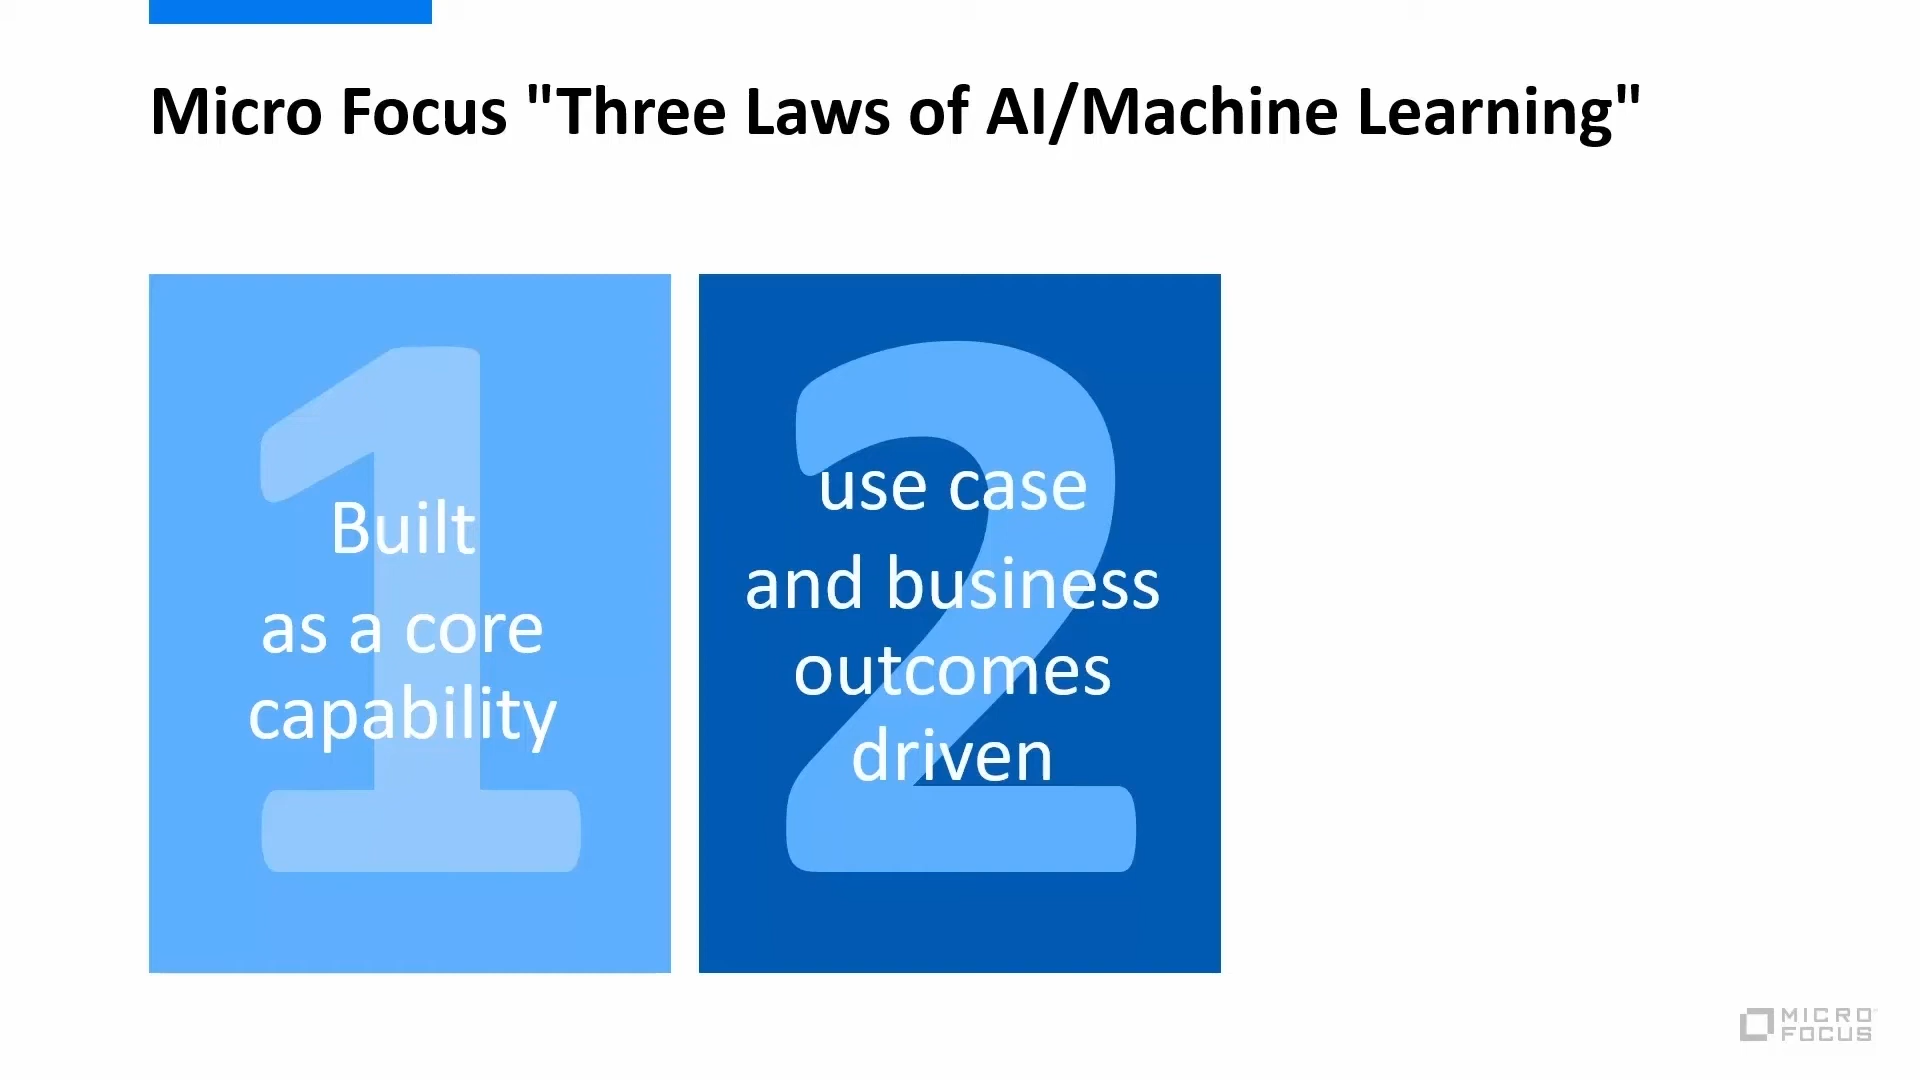 Micro Focus "Three Laws of AI/Machine Learning"
1
Built
as a core
capability
2
use case
and business
outcomes
driven
MICRO
FOCUS